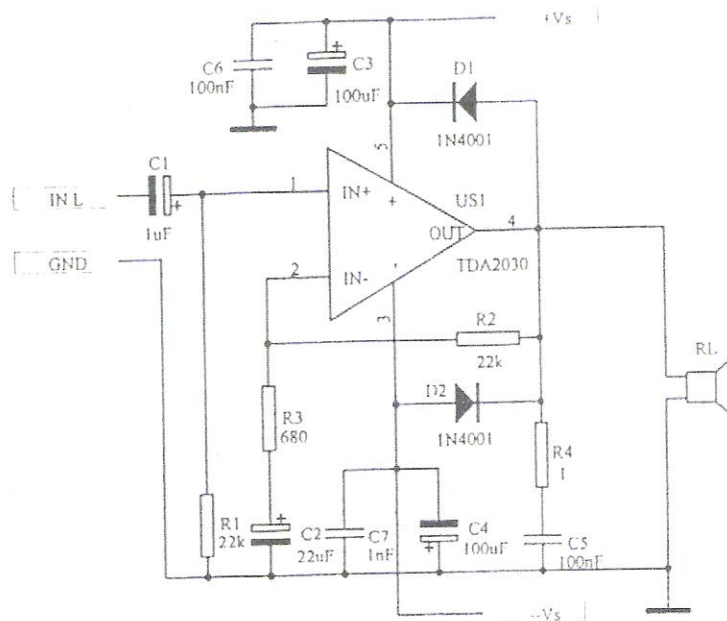 +Vs
C6
100nF
C3
100uF
D1
1N4001
C1
1uF
IN L
GND
1
IN+
2
IN-
5
+
-
3
US1
OUT
4
TDA2030
R2
22k
RL
D2
1N4001
R3
680
R4
1
R1
22k
C2
22uF
C7
1nF
C4
100uF
C5
100nF
--Vs